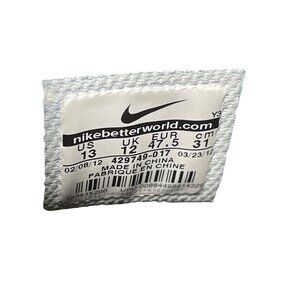 nikebetterworld.com
US UK EUR cm
13 12 47.5 31
02/08/12 429749-017 03/23/12
MADE IN CHINA
FABRIQUE EN CHINE